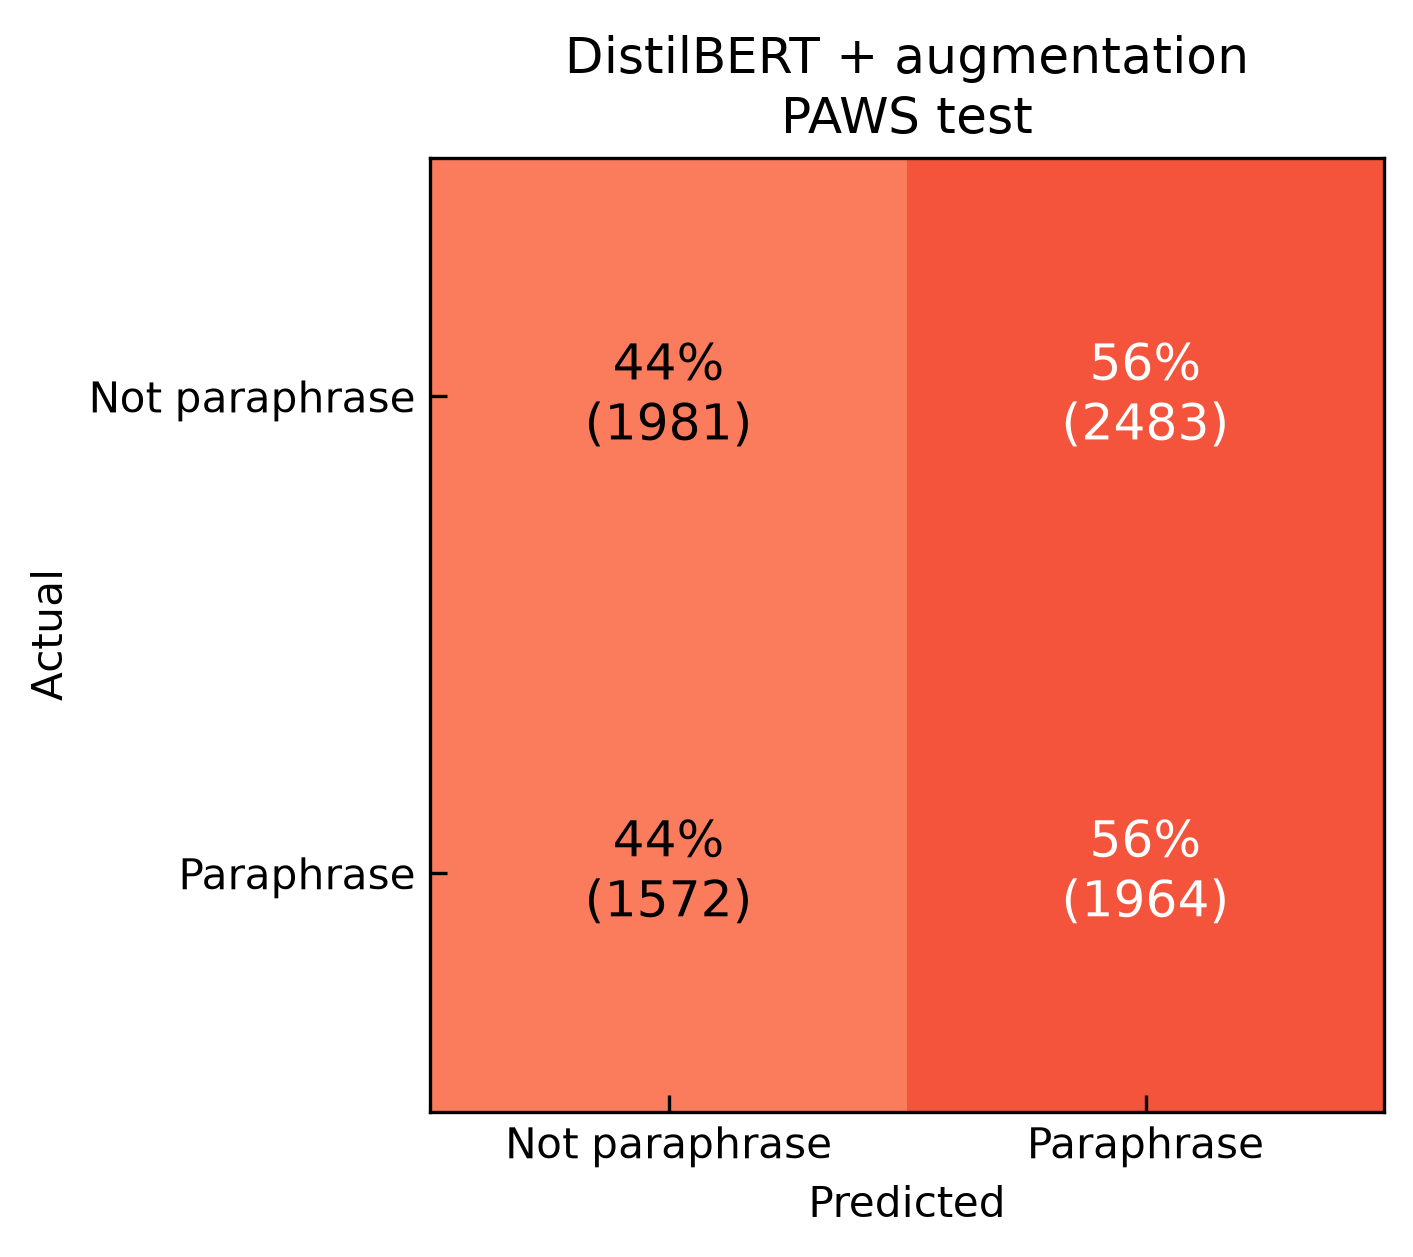 DistilBERT + augmentation
PAWS test
Not paraphrase
44%
(1981)
56%
(2483)
Actual
Paraphrase
44%
(1572)
56%
(1964)
Not paraphrase
Paraphrase
Predicted